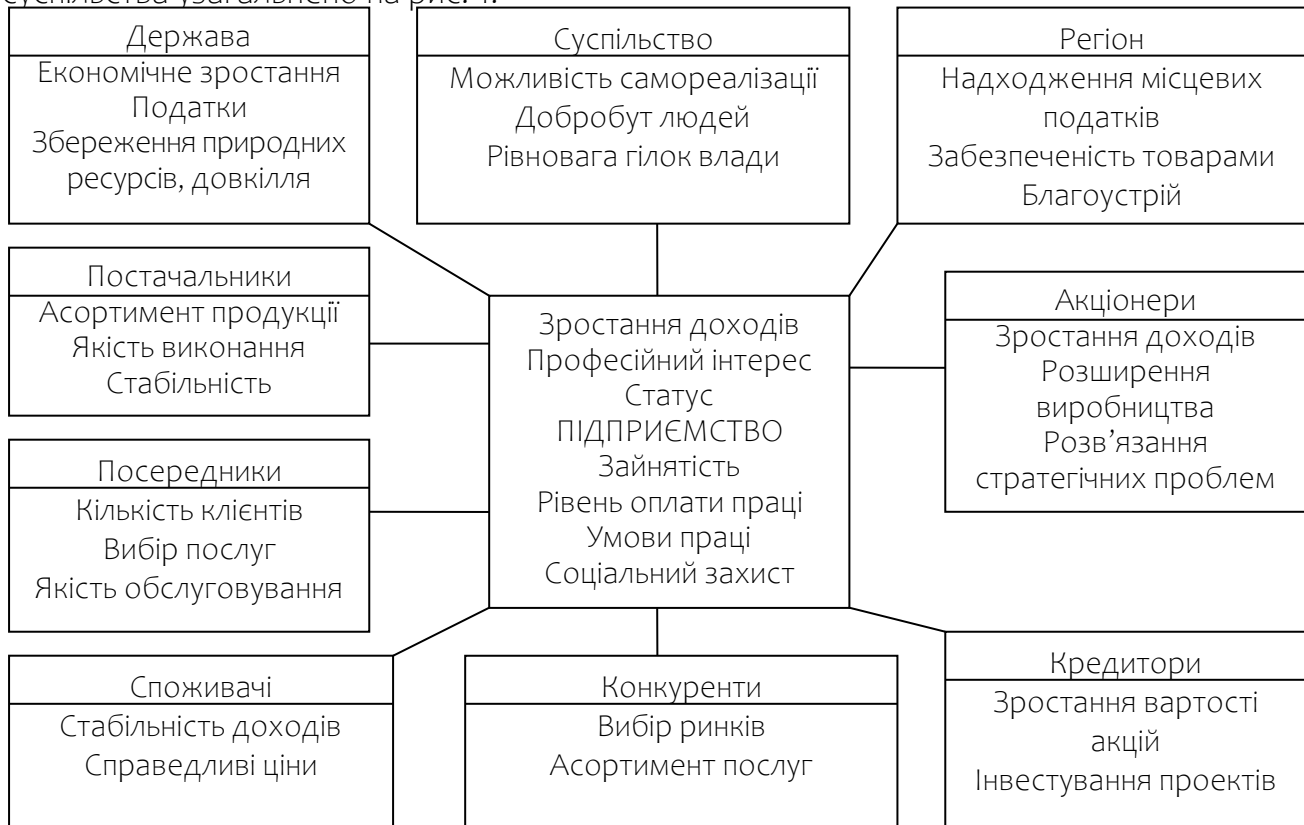 суспільства узагальнено на рис. 1.
Держава
Економічне зростання
Податки
Збереження природних
ресурсів, довкілля
Суспільство
Можливість самореалізації
Добробут людей
Рівновага гілок влади
Регіон
Надходження місцевих
податків
Забезпеченість товарами
Благоустрій
Постачальники
Асортимент продукції
Якість виконання
Стабільність
Зростання доходів
Професійний інтерес
Статус
ПІДПРИЄМСТВО
Зайнятість
Рівень оплати праці
Умови праці
Соціальний захист
Акціонери
Зростання доходів
Розширення
виробництва
Розв’язання
стратегічних проблем
Посередники
Кількість клієнтів
Вибір послуг
Якість обслуговування
Споживачі
Стабільність доходів
Справедливі ціни
Конкуренти
Вибір ринків
Асортимент послуг
Кредитори
Зростання вартості
акцій
Інвестування проектів